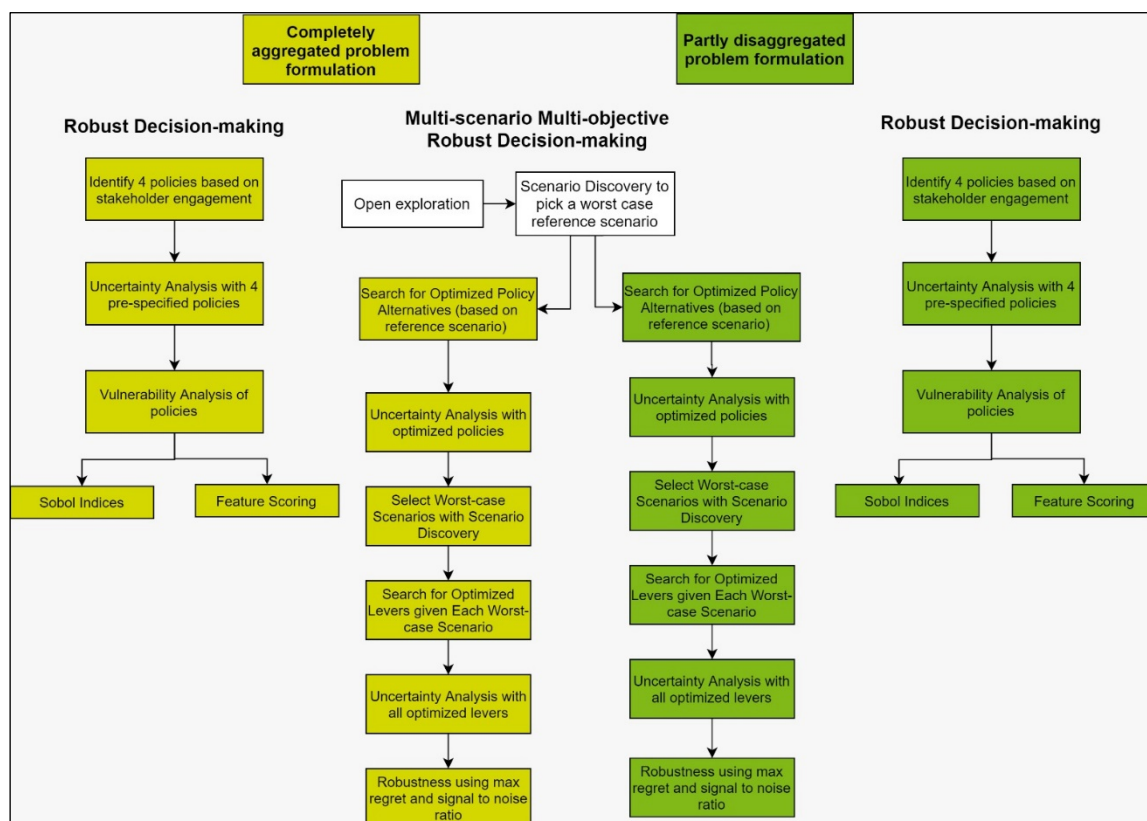 Completely
aggregated problem
formulation
Partly disaggregated
problem formulation
Robust Decision-making
Multi-scenario Multi-objective
Robust Decision-making
Robust Decision-making
Identify 4 policies based on
stakeholder engagement
Uncertainty Analysis with 4
pre-specified policies
Vulnerability Analysis of
policies
Sobol Indices
Feature Scoring
Open exploration
Scenario Discovery to
pick a worst case
reference scenario
Search for Optimized Policy
Alternatives (based on
reference scenario)
Uncertainty Analysis with
optimized policies
Select Worst-case
Scenarios with Scenario
Discovery
Search for Optimized
Levers given Each Worst-
case Scenario
Uncertainty Analysis with
all optimized levers
Robustness using max
regret and signal to noise
ratio
Search for Optimized Policy
Alternatives (based on
reference scenario)
Uncertainty Analysis with
optimized policies
Select Worst-case
Scenarios with Scenario
Discovery
Search for Optimized
Levers given Each Worst-
case Scenario
Uncertainty Analysis with
all optimized levers
Robustness using max
regret and signal to noise
ratio
Identify 4 policies based on
stakeholder engagement
Uncertainty Analysis with 4
pre-specified policies
Vulnerability Analysis of
policies
Sobol Indices
Feature Scoring